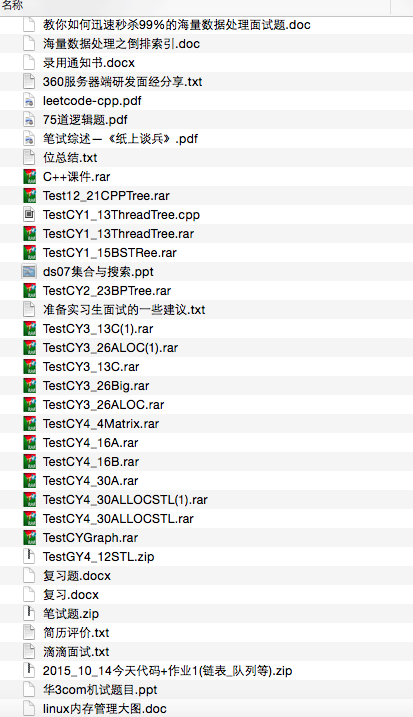 名称
教你如何迅速秒杀99%的海量数据处理面试题.doc
海量数据处理之倒排索引.doc
录用通知书.docx
360服务器端研发面经分享.txt
leetcode-cpp.pdf
75道逻辑题.pdf
笔试综述—《纸上谈兵》.pdf
位总结.txt
C++课件.rar
Test12_21CPPTree.rar
TestCY1_13ThreadTree.cpp
TestCY1_13ThreadTree.rar
TestCY1_15BSTRee.rar
ds07集合与搜索.ppt
TestCY2_23BPTree.rar
准备实习生面试的一些建议.txt
TestCY3_13C(1).rar
TestCY3_26ALOC(1).rar
TestCY3_13C.rar
TestCY3_26Big.rar
TestCY3_26ALOC.rar
TestCY4_4Matrix.rar
TestCY4_16A.rar
TestCY4_16B.rar
TestCY4_30A.rar
TestCY4_30ALLOCSTL(1).rar
TestCY4_30ALLOCSTL.rar
TestCYGraph.rar
TestGY4_12STL.zip
复习题.docx
复习.docx
笔试题.zip
简历评价.txt
滴滴面试.txt
2015_10_14今天代码+作业1(链表_队列等).zip
华3com机试题目.ppt
linux内存管理大图.doc